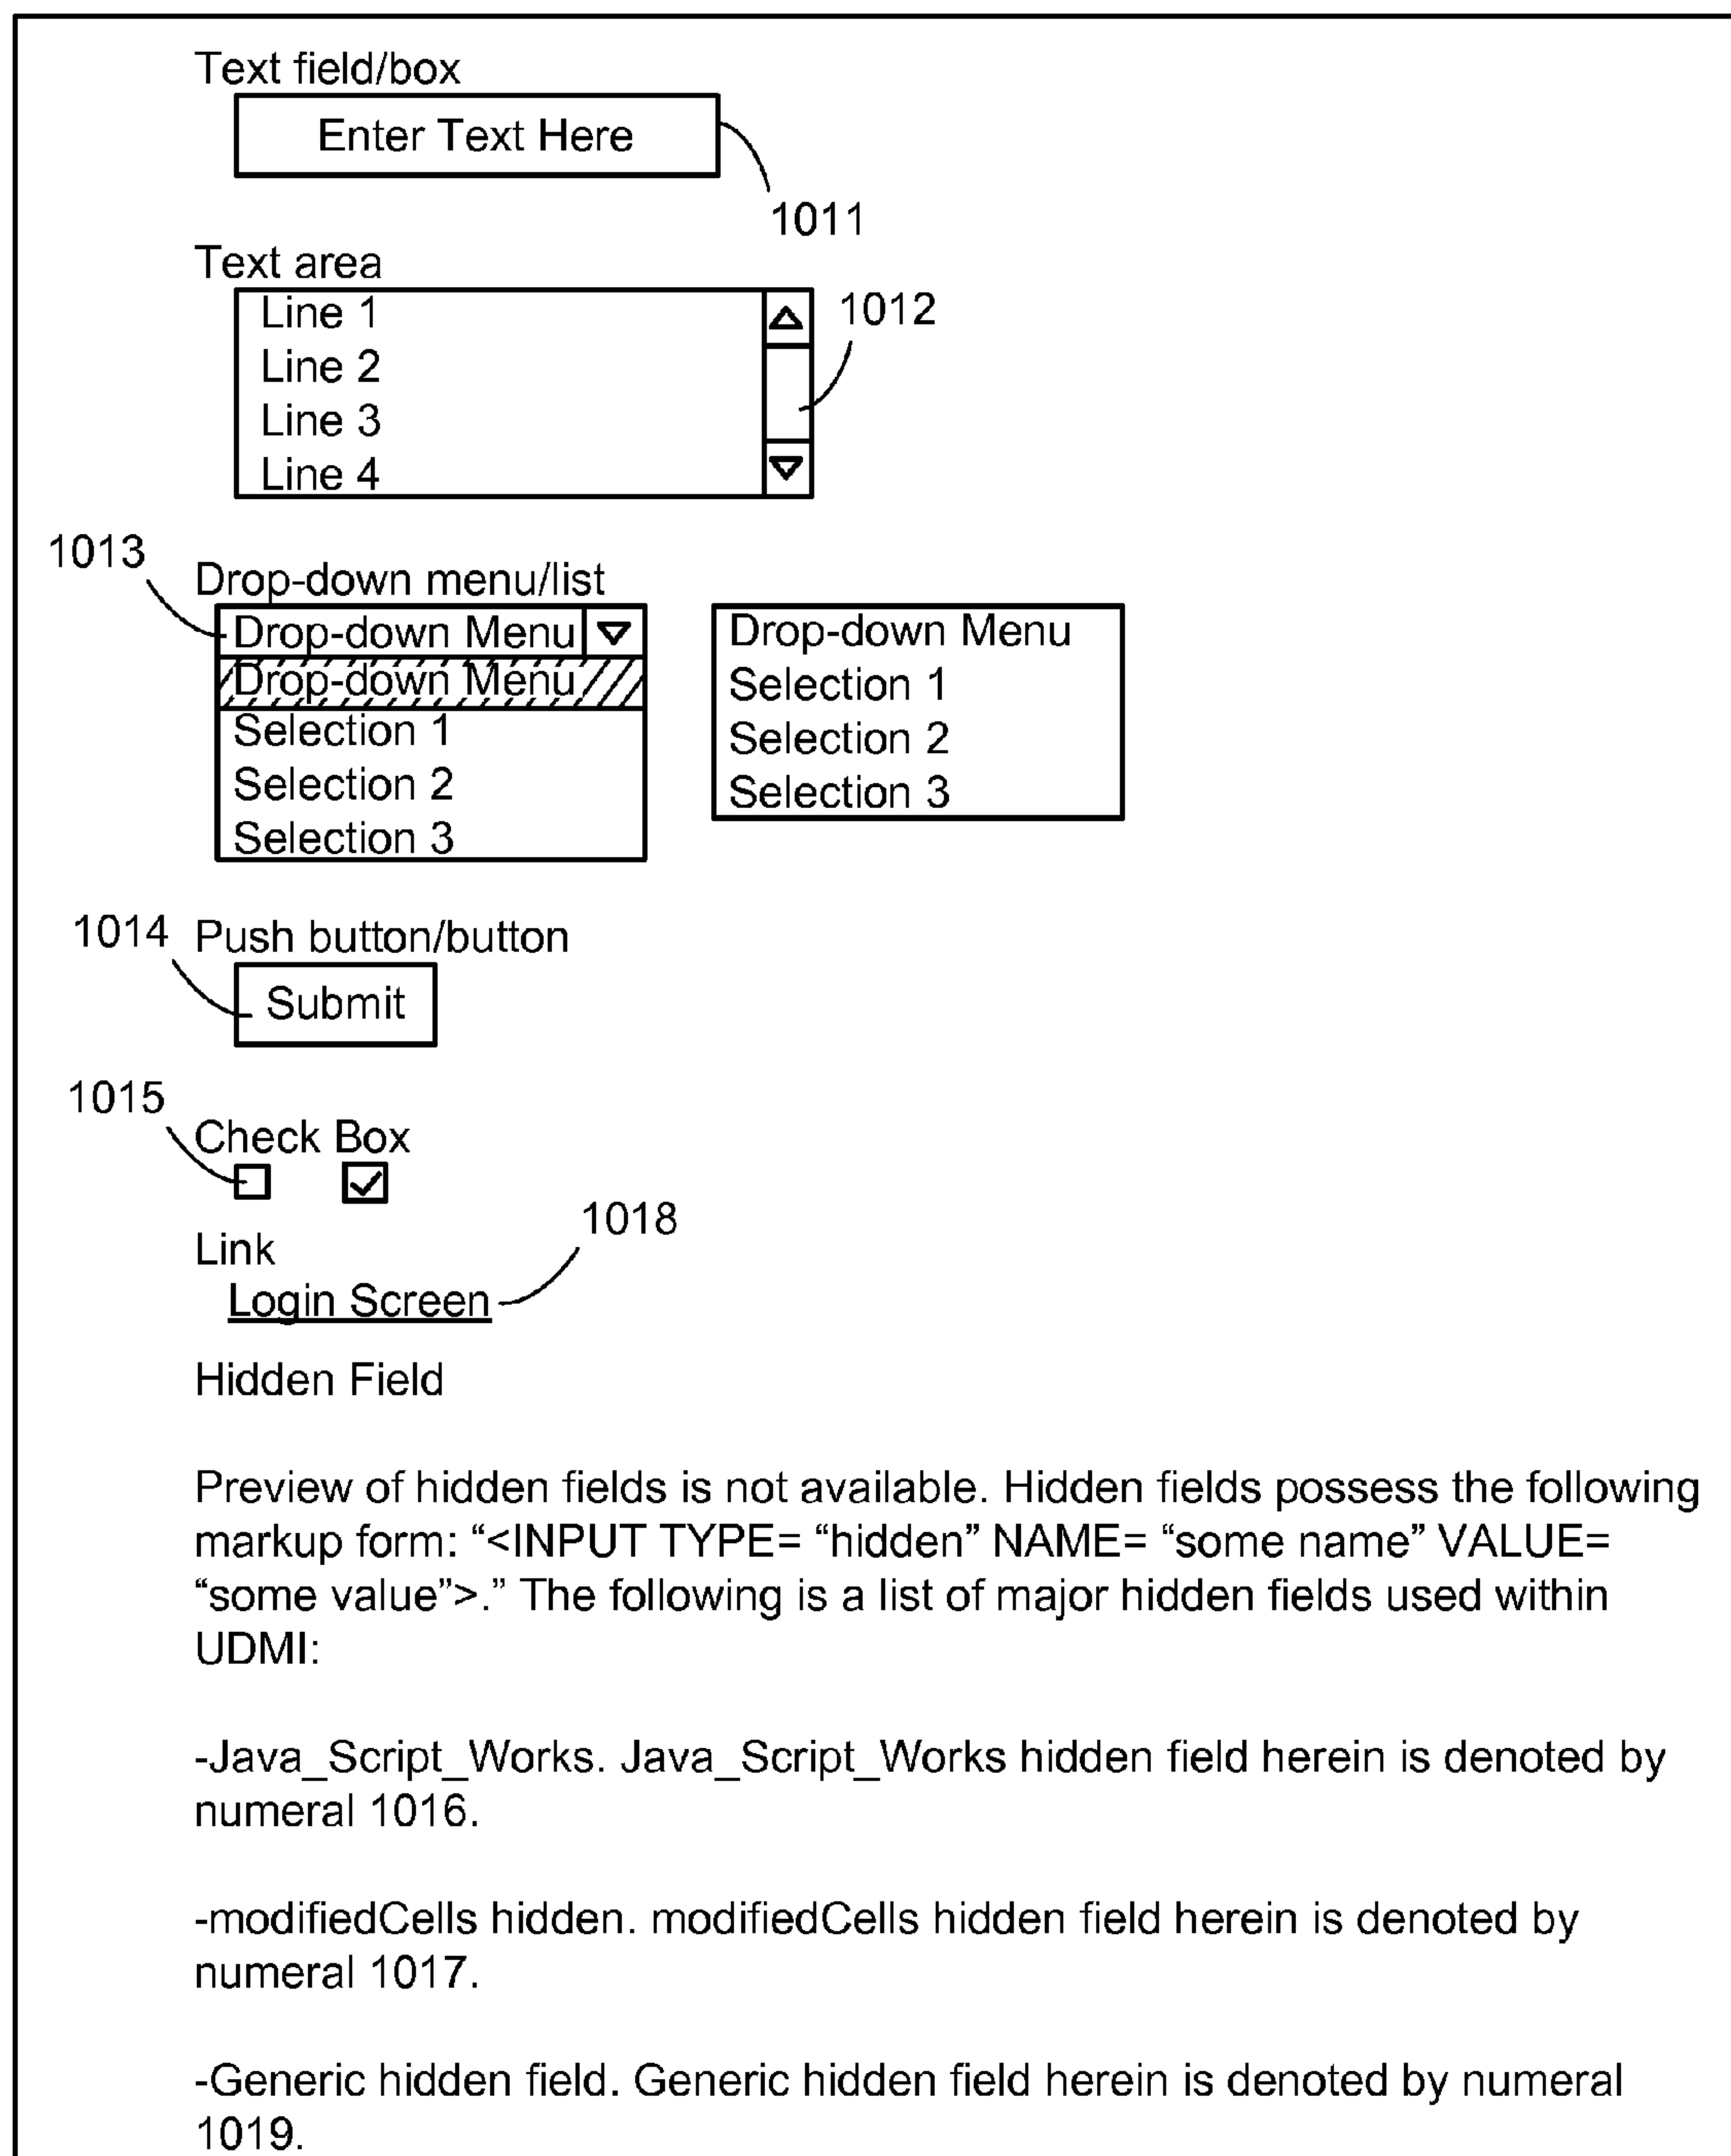 Text field/box
Enter Text Here
1011
Text area
Line 1
1012
Line 2
Line 3
Line 4
1013
Drop-down menu/list
Drop-down Menu
Drop-down Menu
Selection 1
Selection 2
Selection 3
Drop-down Menu
Selection 1
Selection 2
Selection 3
1014
Push button/button
Submit
1015
Check Box
1018
Link
Login Screen
Hidden Field
Preview of hidden fields is not available. Hidden fields possess the following
markup form: “<INPUT TYPE= “hidden” NAME= “some name” VALUE=
“some value”>.” The following is a list of major hidden fields used within
UDMI:
-Java_Script_Works. Java_Script_Works hidden field herein is denoted by
numeral 1016.
-modifiedCells hidden. modifiedCells hidden field herein is denoted by
numeral 1017.
-Generic hidden field. Generic hidden field herein is denoted by numeral
1019.